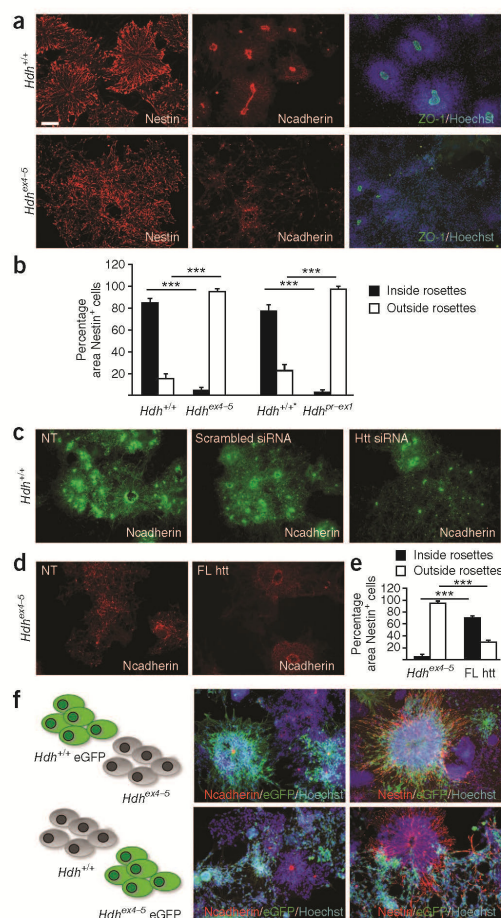 a
Hdh+/+
Nestin
Ncadherin
ZO-1/Hoechst
Hdhex4–5
Nestin
Ncadherin
ZO-1/Hoechst
b
Percentage
area Nestin+ cells
100
80
60
40
20
***
***
***
***
Inside rosettes
Outside rosettes
Hdh+/+
Hdhex4–5
Hdh+/+*
Hdhpr–ex1
c
Hdh+/+
NT
Ncadherin
Scrambled siRNA
Ncadherin
Htt siRNA
Ncadherin
d
Hdhex4–5
NT
Ncadherin
FL htt
Ncadherin
e
Inside rosettes
Outside rosettes
Percentage
area Nestin+ cells
100
80
60
40
20
***
***
Hdhex4–5
FL htt
f
Hdh+/+ eGFP
Hdhex4–5
Ncadherin/eGFP/Hoechst
Nestin/eGFP/Hoechst
Hdh+/+
Hdhex4–5 eGFP
Ncadherin/eGFP/Hoechst
Nestin/eGFP/Hoechst